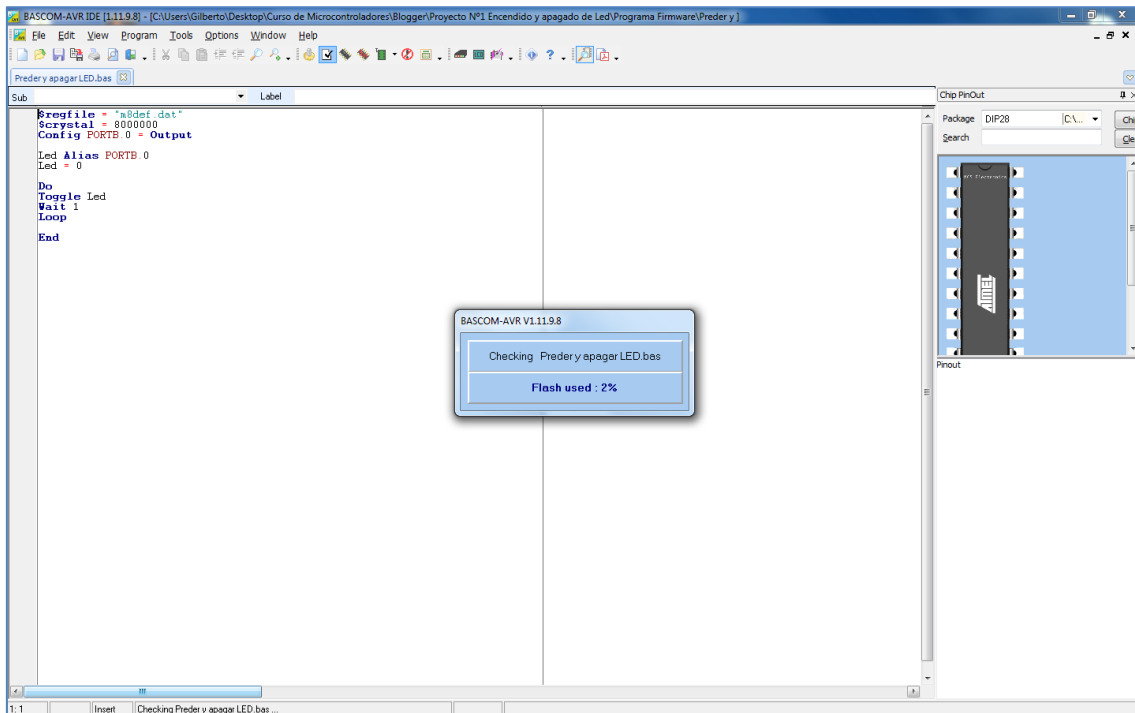 BASCOM-AVR IDE [1.11.9.8] - [C:\Users\Gilberto\Desktop\Curso de Microcontroladores\Blogger\Proyecto Nº1 Encendido y apagado de Led\Programa Firmware\Preder y ]
File Edit View Program Tools Options Window Help
Preder y apagar LED.bas
Sub Label
Chip PinOut
$regfile = "m8def.dat"
$crystal = 8000000
Config PORTB.0 = Output
Led Alias PORTB.0
Led = 0
Do
Toggle Led
Wait 1
Loop
End
Package DIP28 C:\...
Search
MCS Electronics
ATMEL
Pinout
BASCOM-AVR V1.11.9.8
Checking Preder y apagar LED.bas
Flash used : 2%
1: 1 Insert Checking Preder y apagar LED.bas ...